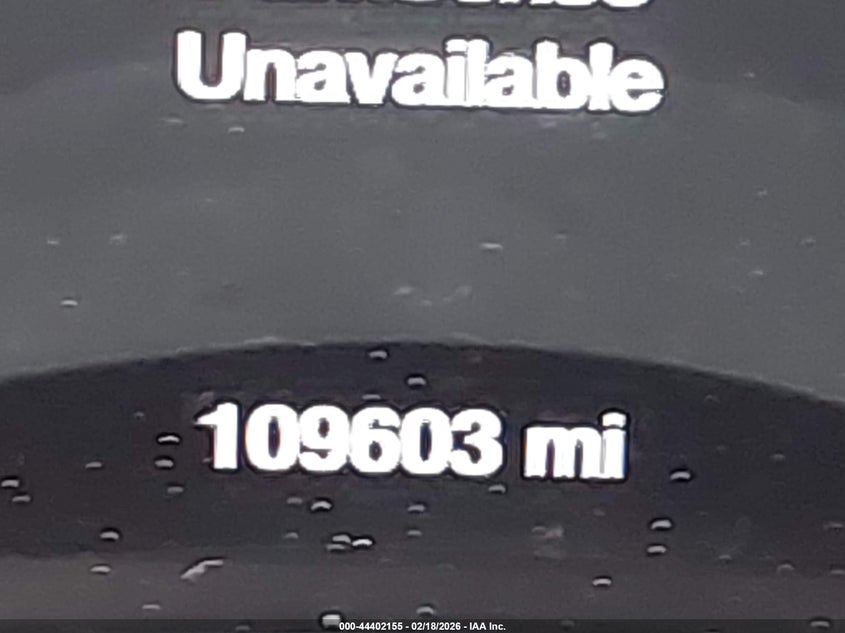 Unavailable
109603 mi
000-44402155 - 02/18/2026 - IAA Inc.